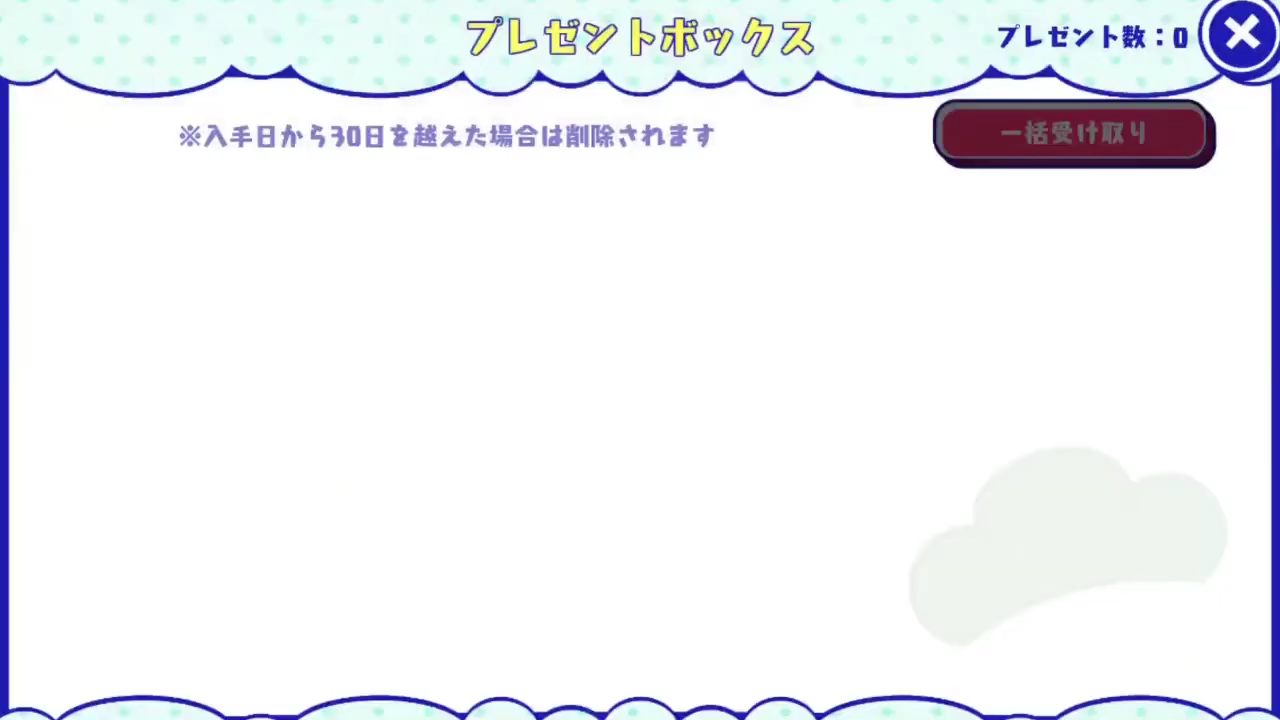 プレゼントボックス
プレゼント数：0
※入手日から30日を越えた場合は削除されます
一括受け取り